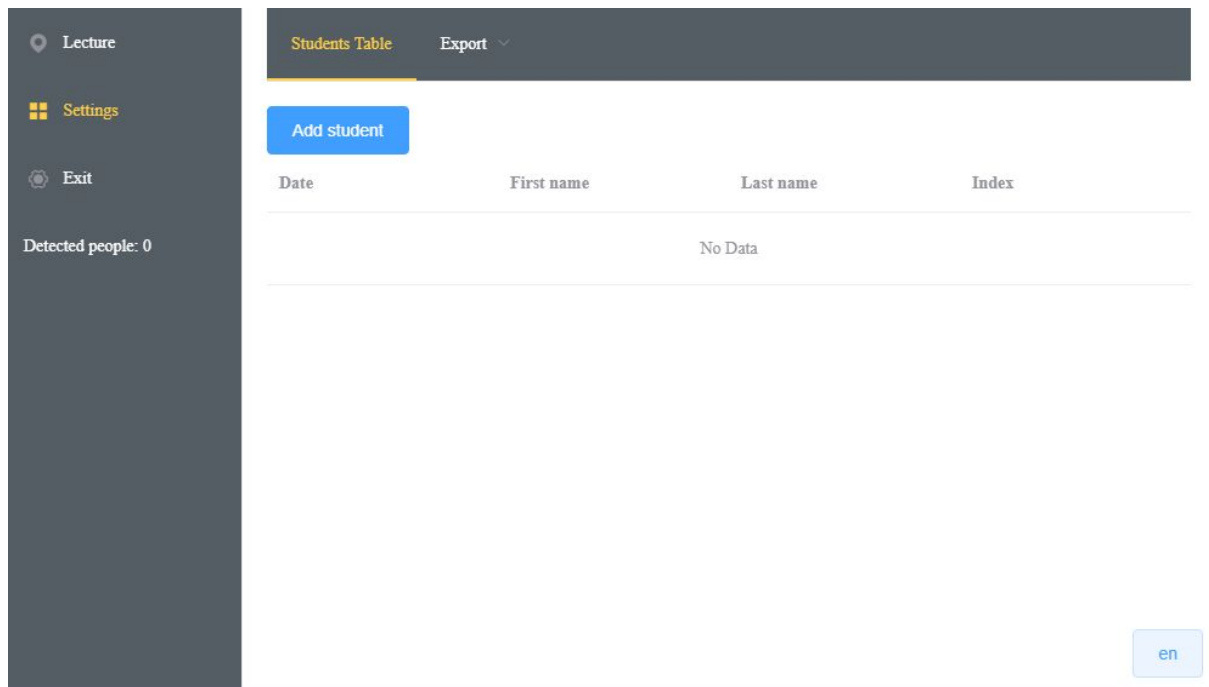 Lecture
Settings
Exit
Detected people: 0
Students Table Export
Add student
Date First name Last name Index
No Data
en